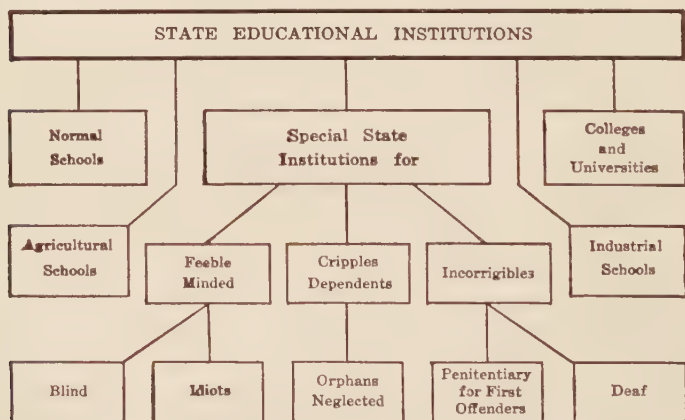 STATE EDUCATIONAL INSTITUTIONS
Normal
Schools
Special State
Institutions for
Colleges
and
Universities
Agricultural
Schools
Feeble
Minded
Cripples
Dependents
Incorrigibles
Industrial
Schools
Blind
Idiots
Orphans
Neglected
Penitentiary
for First
Offenders
Deaf